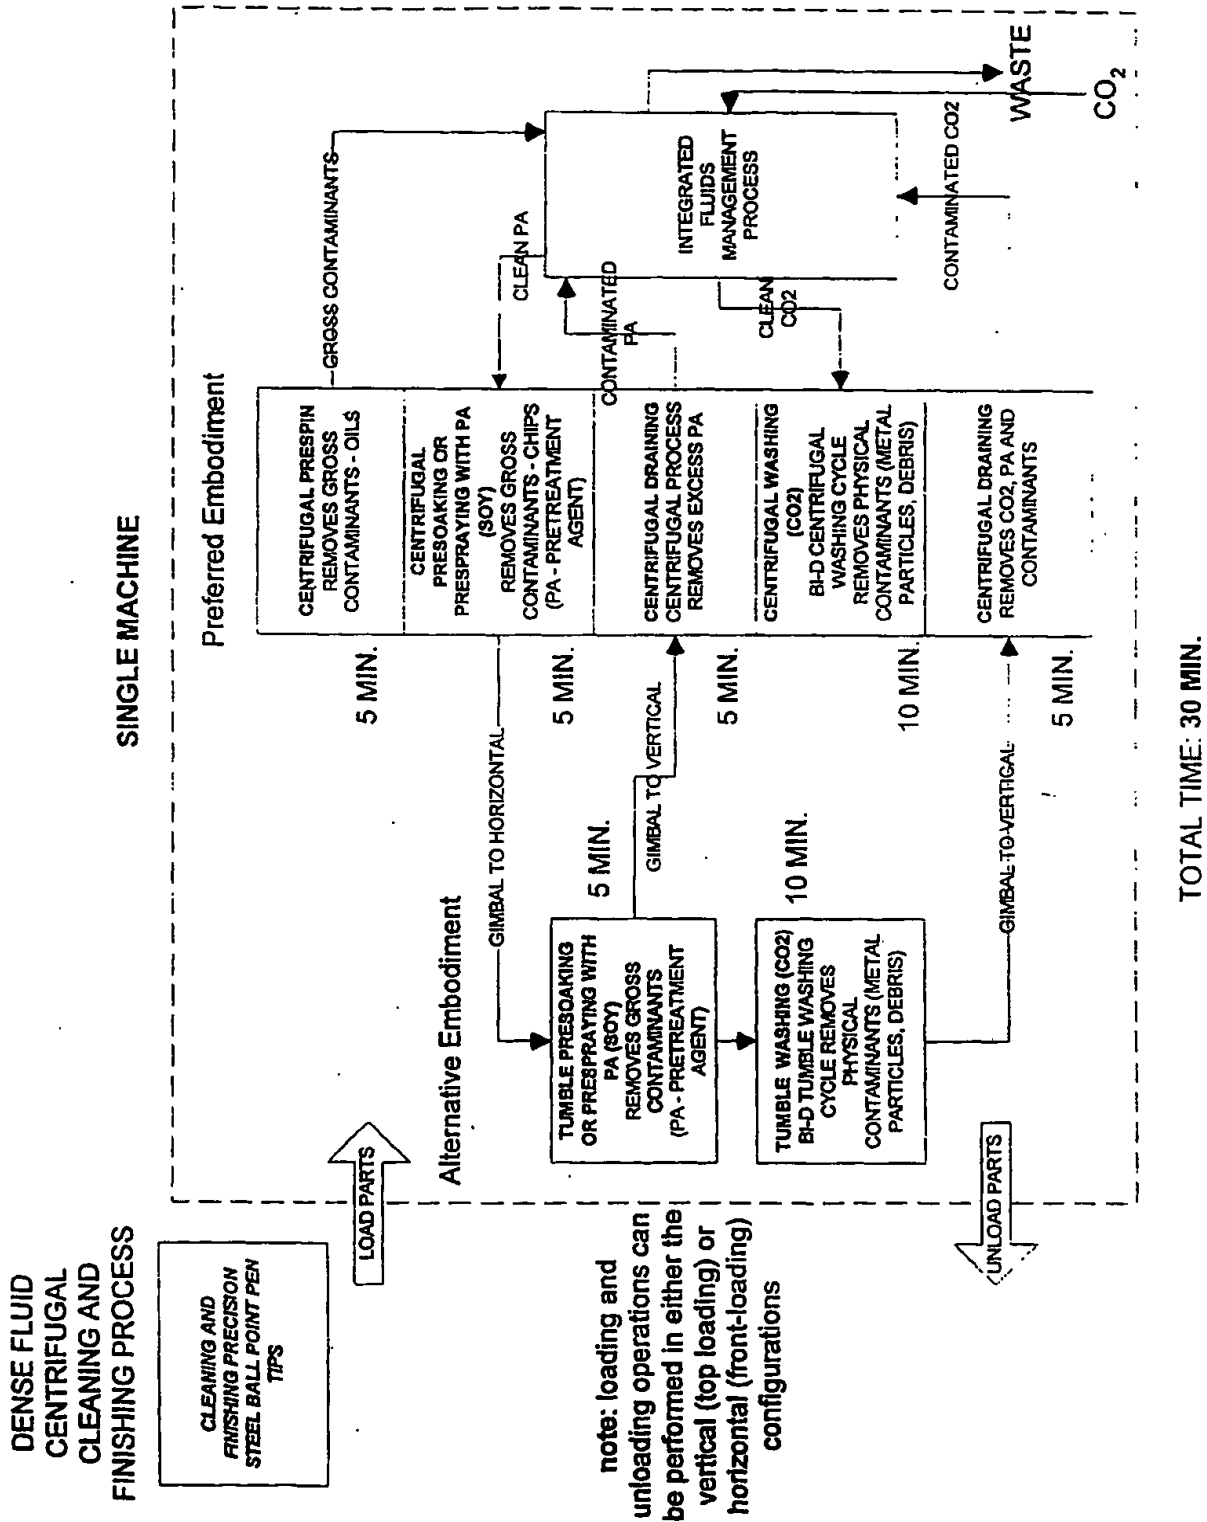 DENSE FLUID
CENTRIFUGAL
CLEANING AND
FINISHING PROCESS
CLEANING AND
FINISHING PRECISION
STEEL BALL POINT PEN
TIPS
SINGLE MACHINE
LOAD PARTS
Preferred Embodiment
CENTRIFUGAL PRESPIN
REMOVES GROSS
CONTAMINANTS - OILS
5 MIN.
GROSS CONTAMINANTS
CENTRIFUGAL
PRESOAKING OR
PRESPRAYING WITH PA
(SOY)
REMOVES GROSS
CONTAMINANTS - CHIPS
(PA - PRETREATMENT
AGENT)
5 MIN.
CLEAN PA
GIMBAL TO HORIZONTAL
CENTRIFUGAL DRAINING
CENTRIFUGAL PROCESS
REMOVES EXCESS PA
5 MIN.
CONTAMINATED
PA
CENTRIFUGAL WASHING
(CO2)
BI-D CENTRIFUGAL
WASHING CYCLE
REMOVES PHYSICAL
CONTAMINANTS (METAL
PARTICLES, DEBRIS)
10 MIN.
CLEAN
CO2
CENTRIFUGAL DRAINING
REMOVES CO2, PA AND
CONTAMINANTS
5 MIN.
INTEGRATED
FLUIDS
MANAGEMENT
PROCESS
CONTAMINATED CO2
WASTE
CO2
Alternative Embodiment
TUMBLE PRESOAKING
OR PRESPRAYING WITH
PA (SOY)
REMOVES GROSS
CONTAMINANTS
(PA - PRETREATMENT
AGENT)
5 MIN.
GIMBAL TO VERTICAL
TUMBLE WASHING (CO2)
BI-D TUMBLE WASHING
CYCLE REMOVES
PHYSICAL
CONTAMINANTS (METAL
PARTICLES, DEBRIS)
10 MIN.
GIMBAL-TO-VERTICAL
UNLOAD PARTS
note: loading and
unloading operations can
be performed in either the
vertical (top loading) or
horizontal (front-loading)
configurations
TOTAL TIME: 30 MIN.